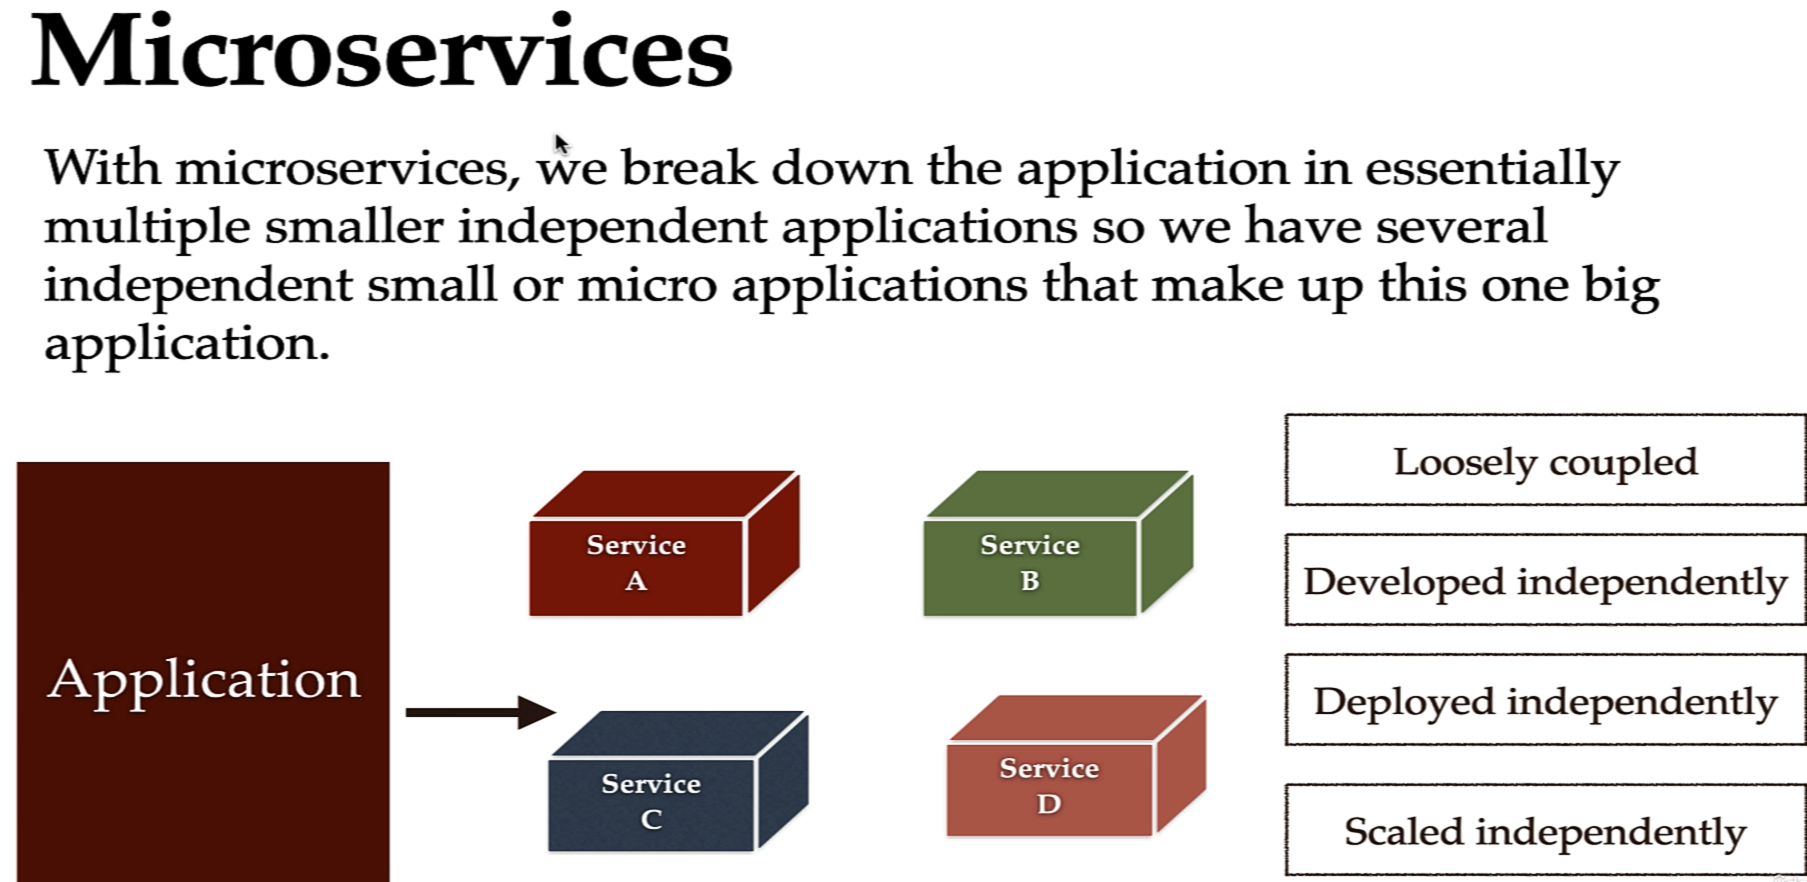 Microservices
With microservices, we break down the application in essentially
multiple smaller independent applications so we have several
independent small or micro applications that make up this one big
application.
Application
Service
A
Service
B
Service
C
Service
D
Loosely coupled
Developed independently
Deployed independently
Scaled independently